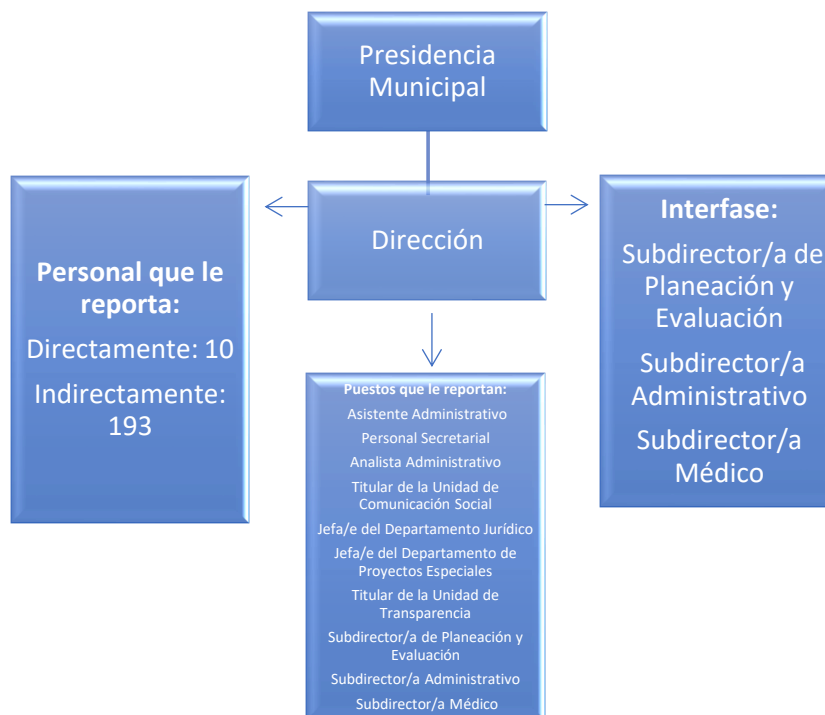 Presidencia
Municipal
Dirección
Personal que le
reporta:
Directamente: 10
Indirectamente:
193
Interfase:
Subdirector/a de
Planeación y
Evaluación
Subdirector/a
Administrativo
Subdirector/a
Médico
Puestos que le reportan:
Asistente Administrativo
Personal Secretarial
Analista Administrativo
Titular de la Unidad de
Comunicación Social
Jefa/e del Departamento Jurídico
Jefa/e del Departamento de
Proyectos Especiales
Titular de la Unidad de
Transparencia
Subdirector/a de Planeación y
Evaluación
Subdirector/a Administrativo
Subdirector/a Médico